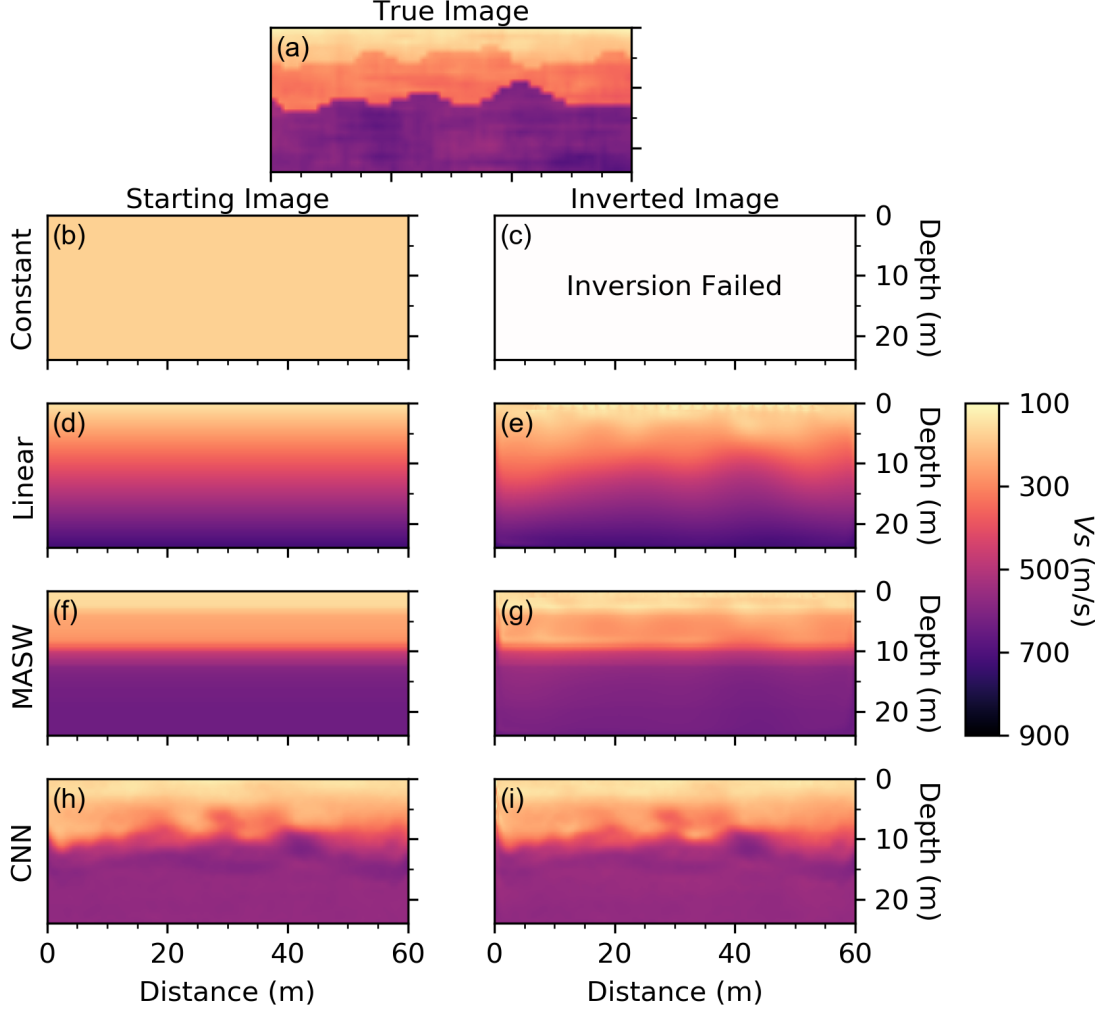 True Image
(a)
Starting Image
Inverted Image
Constant
(b)
(c)
Inversion Failed
0
10
20
Depth (m)
Linear
(d)
(e)
0
10
20
Depth (m)
MASW
(f)
(g)
0
10
20
Depth (m)
CNN
(h)
(i)
0
10
20
Depth (m)
0 20 40 60
0 20 40 60
Distance (m)
Distance (m)
100
300
500
700
900
Vs (m/s)